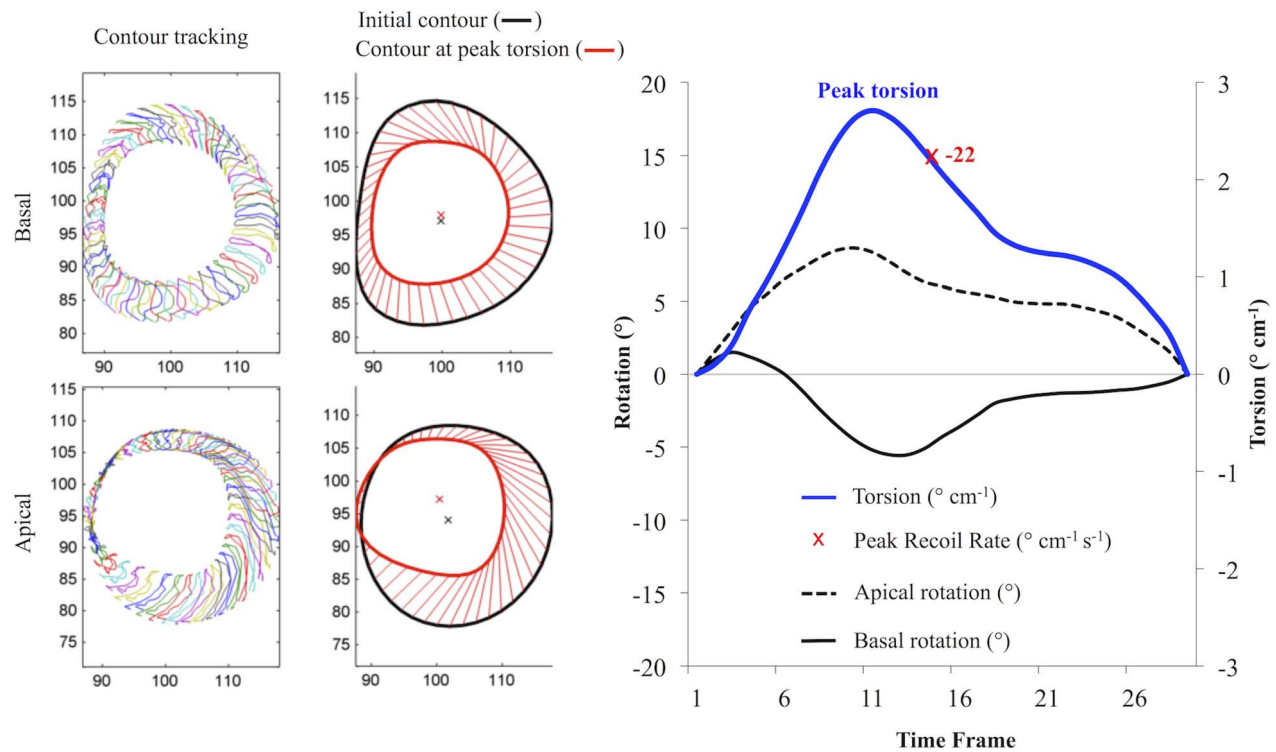 Contour tracking
Initial contour ( )
Contour at peak torsion ( )
Basal
115
110
105
100
95
90
85
80
90 100 110
115
110
105
100
95
90
85
80
90 100 110
Apical
115
110
105
100
95
90
85
80
75
90 100 110
115
110
105
100
95
90
85
80
75
90 100 110
Rotation (°)
20
15
10
5
0
-5
-10
-15
-20
Peak torsion
x -22
Torsion (° cm⁻¹)
x Peak Recoil Rate (° cm⁻¹ s⁻¹)
Apical rotation (°)
Basal rotation (°)
3
2
1
0
-1
-2
-3
Torsion (° cm⁻¹)
1 6 11 16 21 26
Time Frame